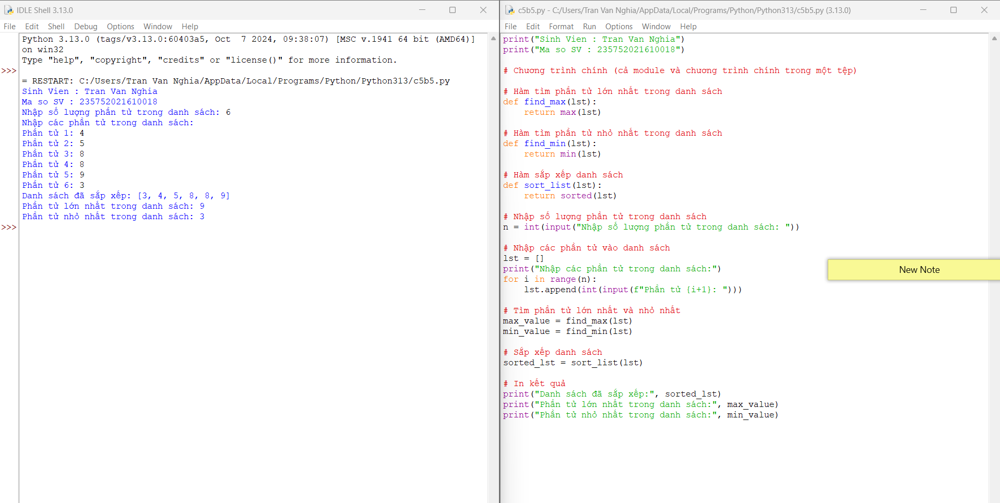 IDLE Shell 3.13.0
File Edit Shell Debug Options Window Help
Python 3.13.0 (tags/v3.13.0:60403a5, Oct  7 2024, 09:38:07) [MSC v.1941 64 bit (AMD64)]
on win32
Type "help", "copyright", "credits" or "license()" for more information.
>>>
= RESTART: C:/Users/Tran Van Nghia/AppData/Local/Programs/Python/Python313/c5b5.py
Sinh Vien : Tran Van Nghia
Ma so SV : 235752021610018
Nhập số lượng phần tử trong danh sách: 6
Nhập các phần tử trong danh sách:
Phần tử 1: 4
Phần tử 2: 5
Phần tử 3: 8
Phần tử 4: 8
Phần tử 5: 9
Phần tử 6: 3
Danh sách đã sắp xếp: [3, 4, 5, 8, 8, 9]
Phần tử lớn nhất trong danh sách: 9
Phần tử nhỏ nhất trong danh sách: 3
>>>
c5b5.py - C:/Users/Tran Van Nghia/AppData/Local/Programs/Python/Python313/c5b5.py (3.13.0)
File Edit Format Run Options Window Help
print("Sinh Vien : Tran Van Nghia")
print("Ma so SV : 235752021610018")
# Chương trình chính (cả module và chương trình chính trong một tệp)
# Hàm tìm phần tử lớn nhất trong danh sách
def find_max(lst):
    return max(lst)
# Hàm tìm phần tử nhỏ nhất trong danh sách
def find_min(lst):
    return min(lst)
# Hàm sắp xếp danh sách
def sort_list(lst):
    return sorted(lst)
# Nhập số lượng phần tử trong danh sách
n = int(input("Nhập số lượng phần tử trong danh sách: "))
# Nhập các phần tử vào danh sách
lst = []
print("Nhập các phần tử trong danh sách:")
for i in range(n):
    lst.append(int(input(f"Phần tử {i+1}: ")))
# Tìm phần tử lớn nhất và nhỏ nhất
max_value = find_max(lst)
min_value = find_min(lst)
# Sắp xếp danh sách
sorted_lst = sort_list(lst)
# In kết quả
print("Danh sách đã sắp xếp:", sorted_lst)
print("Phần tử lớn nhất trong danh sách:", max_value)
print("Phần tử nhỏ nhất trong danh sách:", min_value)
New Note